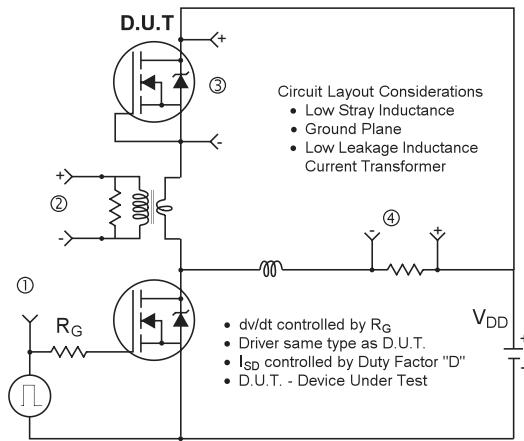 D.U.T
+
③
-
Circuit Layout Considerations
• Low Stray Inductance
• Ground Plane
• Low Leakage Inductance
Current Transformer
+
②
-
④
-
+
①
RG
VDD
+
-
• dv/dt controlled by RG
• Driver same type as D.U.T.
• ISD controlled by Duty Factor "D"
• D.U.T. - Device Under Test